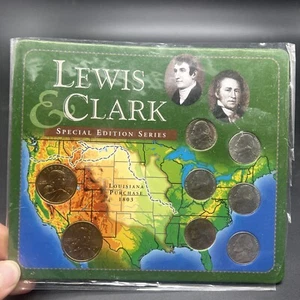 LEWIS
& CLARK
SPECIAL EDITION SERIES
LOUISIANA
PURCHASE
1803